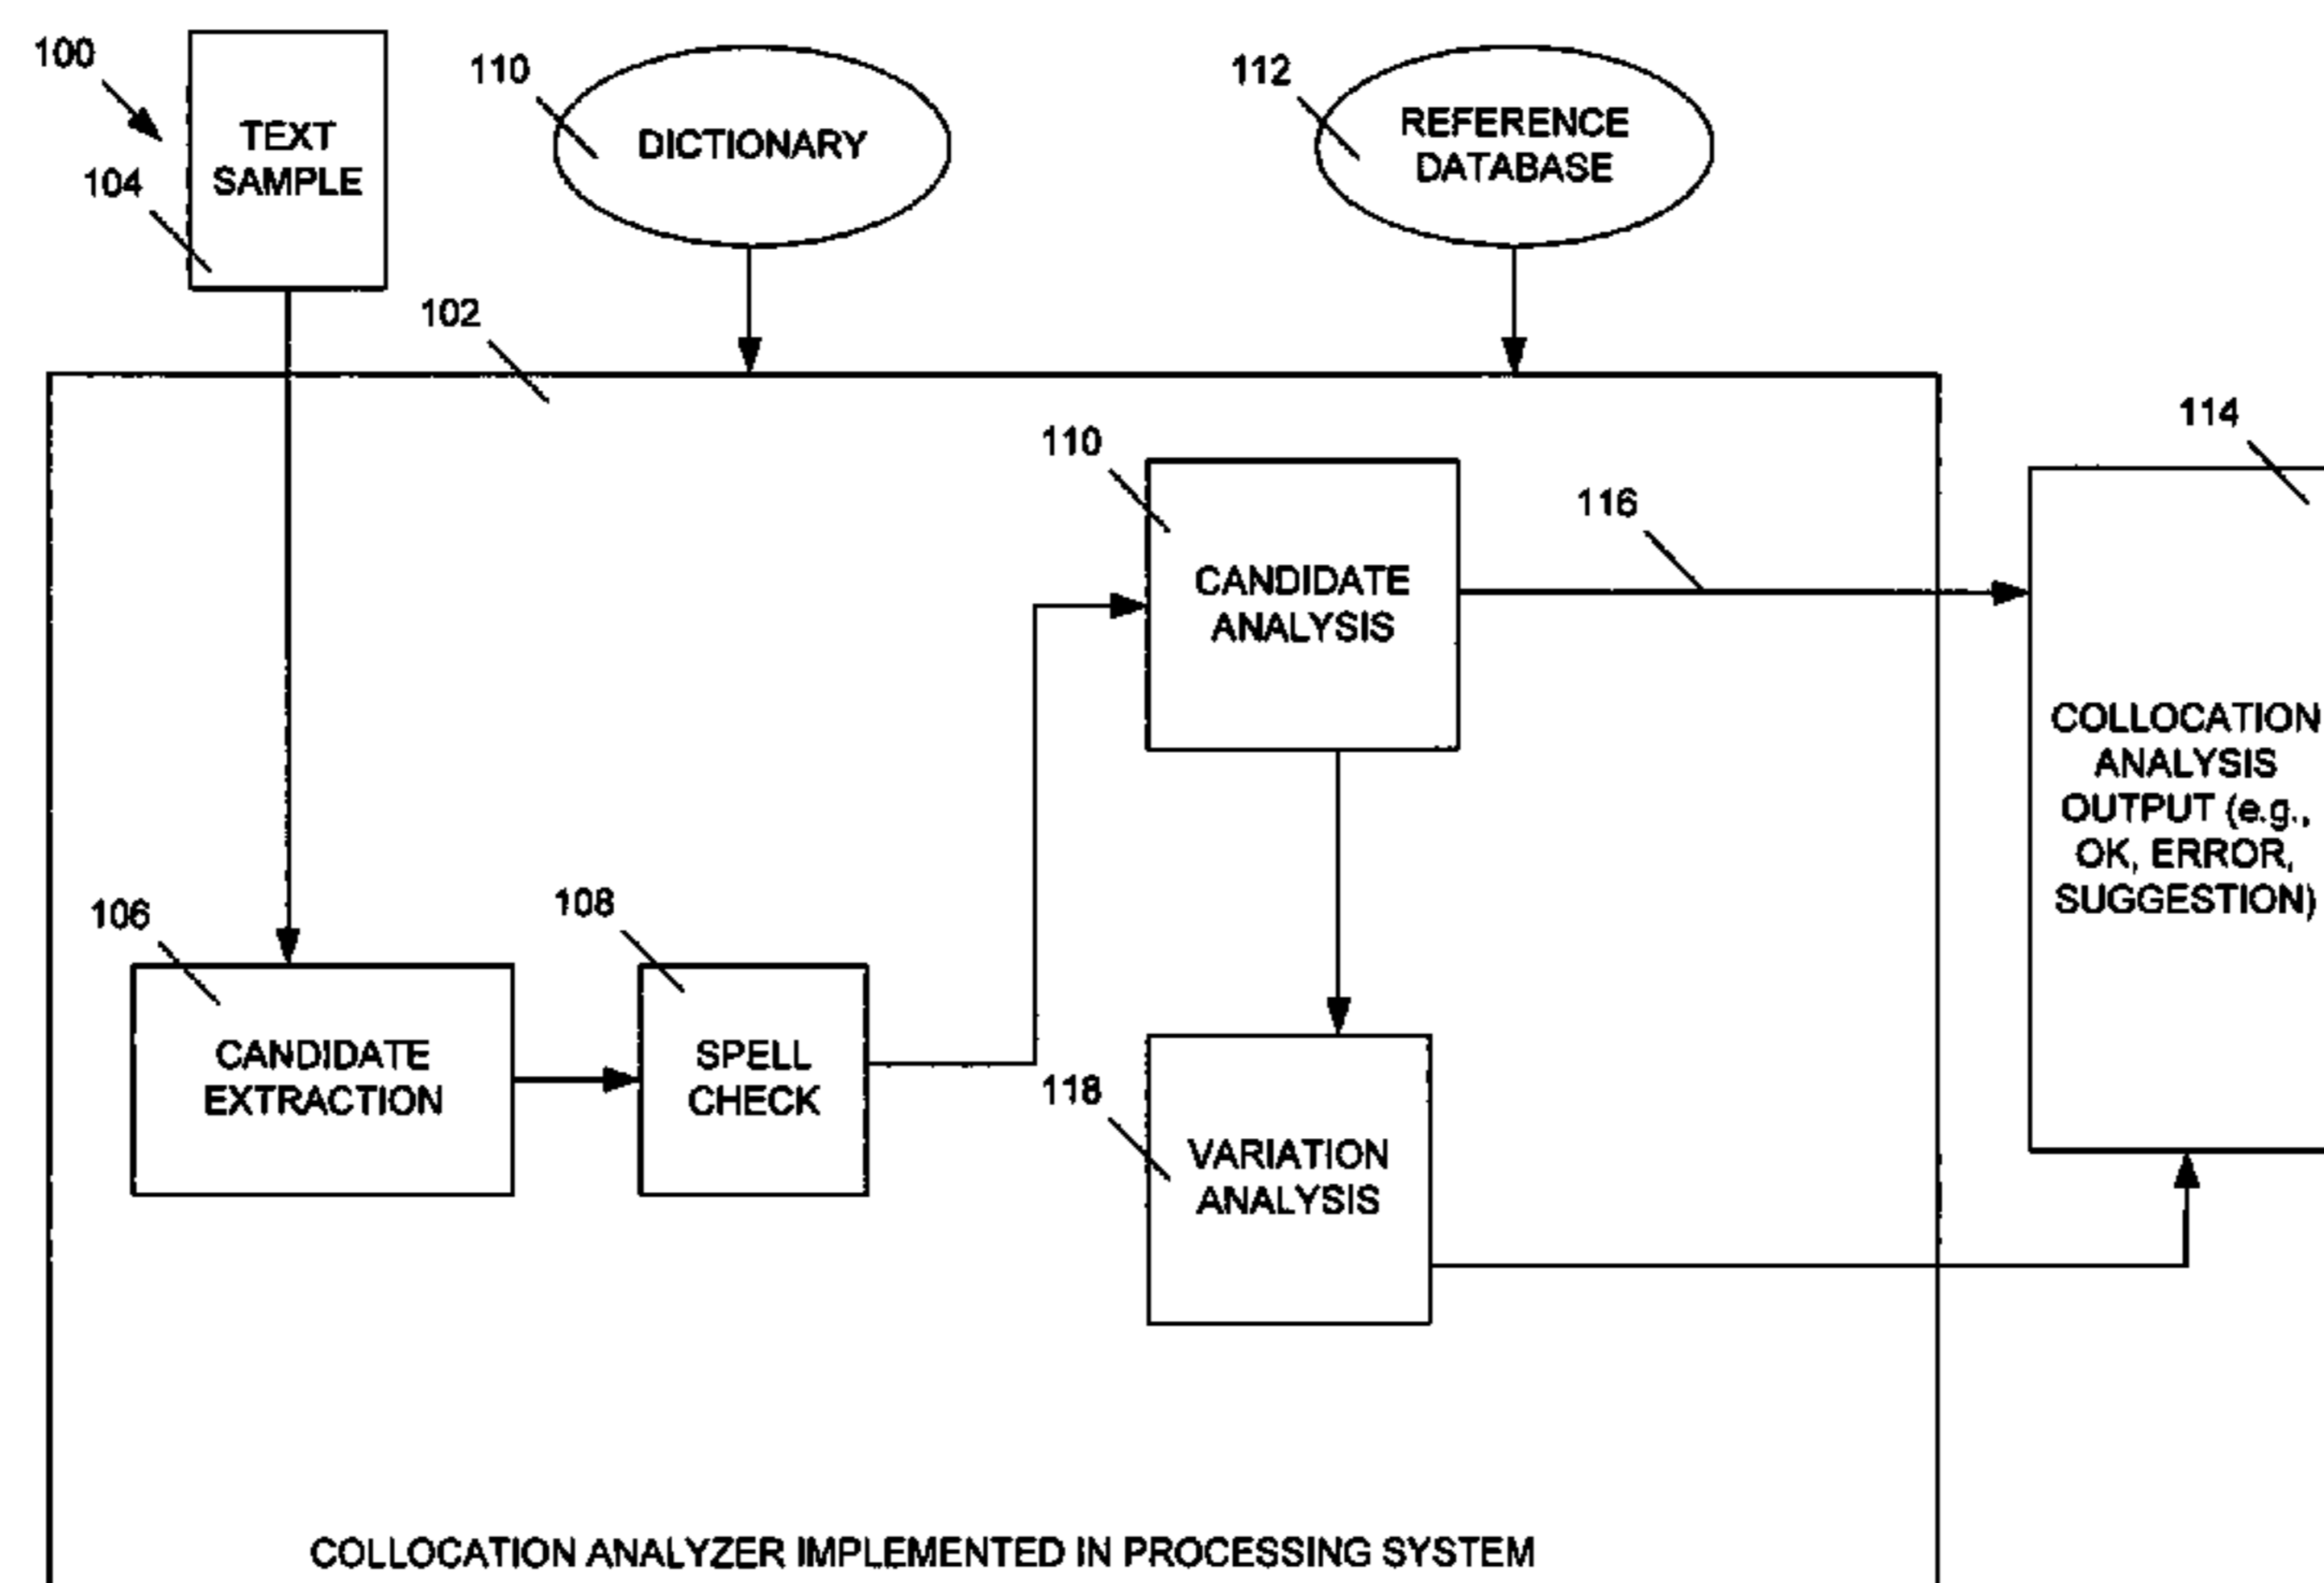 100
TEXT
SAMPLE
104
110
DICTIONARY
112
REFERENCE
DATABASE
102
110
CANDIDATE
ANALYSIS
116
114
COLLOCATION
ANALYSIS
OUTPUT (e.g.,
OK, ERROR,
SUGGESTION)
106
CANDIDATE
EXTRACTION
108
SPELL
CHECK
118
VARIATION
ANALYSIS
COLLOCATION ANALYZER IMPLEMENTED IN PROCESSING SYSTEM